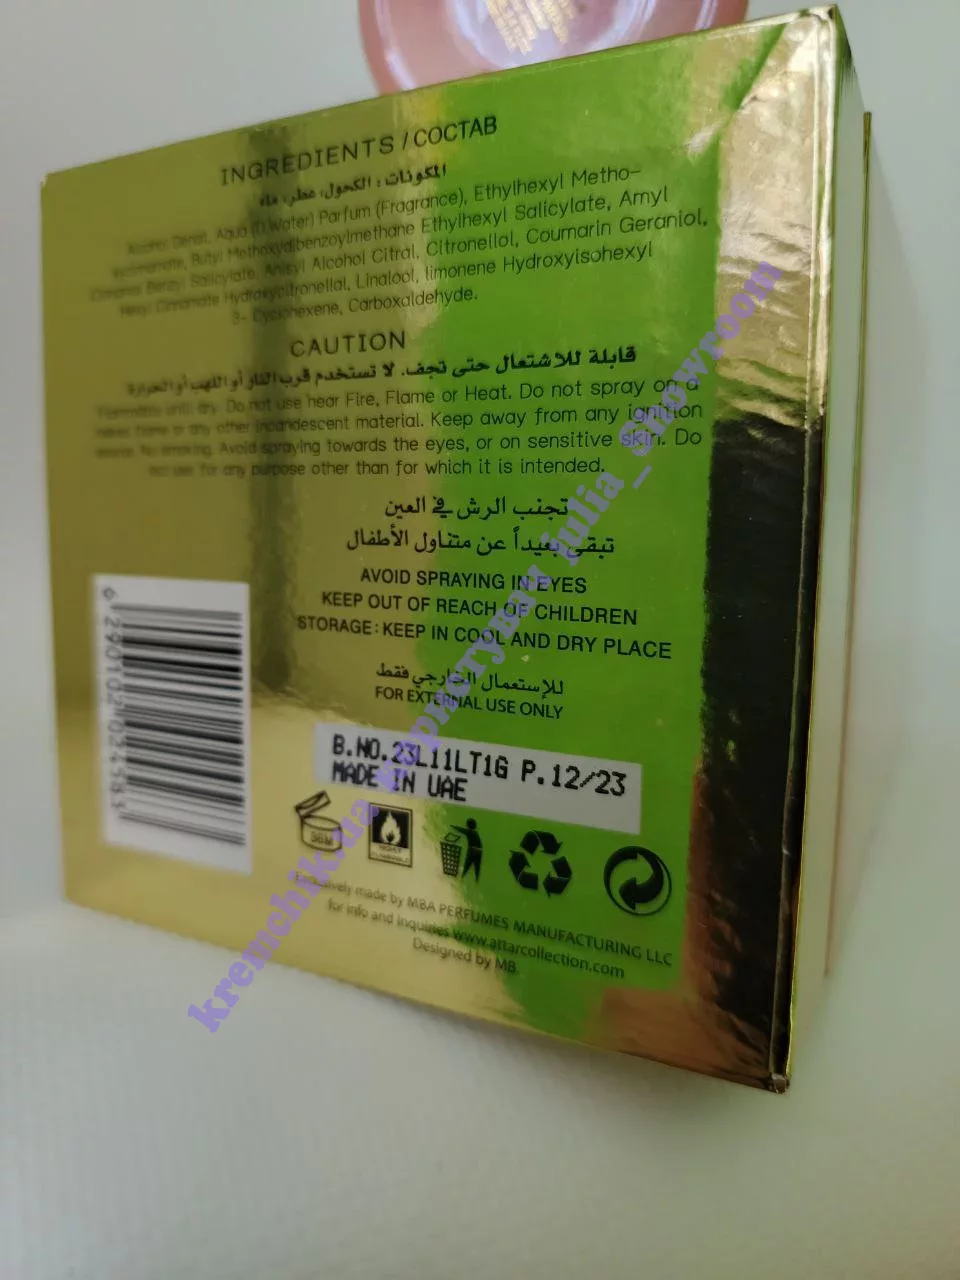 INGREDIENTS / СОСТАВ
المكونات : الكحول، عطر، ماء
Alcohol Denat, Aqua (D.Water) Parfum (Fragrance), Ethylhexyl Metho-
Butyl Methoxydibenzoylmethane Ethylhexyl Salicylate, Amyl
Cinnamal Benzyl Salicylate, Anisyl Alcohol Citral, Citronellol, Coumarin Geraniol,
Hexyl Cinnamate Hydroxycitronellal, Linalool, limonene Hydroxyisohexyl
3- Cyclohexene, Carboxaldehyde.
CAUTION
قابلة للاشتعال حتى تجف. لا تستخدم قرب النار أو اللهب أو الحرارة
Flammable until dry. Do not use near Fire, Flame or Heat. Do not spray on a
naked flame or any other incandescent material. Keep away from any ignition
source. No smoking. Avoid spraying towards the eyes, or on sensitive skin. Do
not use for any purpose other than for which it is intended.
تجنب الرش في العين
تبقى بعيداً عن متناول الأطفال
AVOID SPRAYING IN EYES
KEEP OUT OF REACH OF CHILDREN
STORAGE: KEEP IN COOL AND DRY PLACE
للإستعمال الخارجي فقط
FOR EXTERNAL USE ONLY
B.NO.23L11LT1G P.12/23
MADE IN UAE
36M
Exclusively made by MBA PERFUMES MANUFACTURING LLC
for info and inquiries www.attarcollection.com
Designed by MB.
kremchik.ua
julia_Showroom